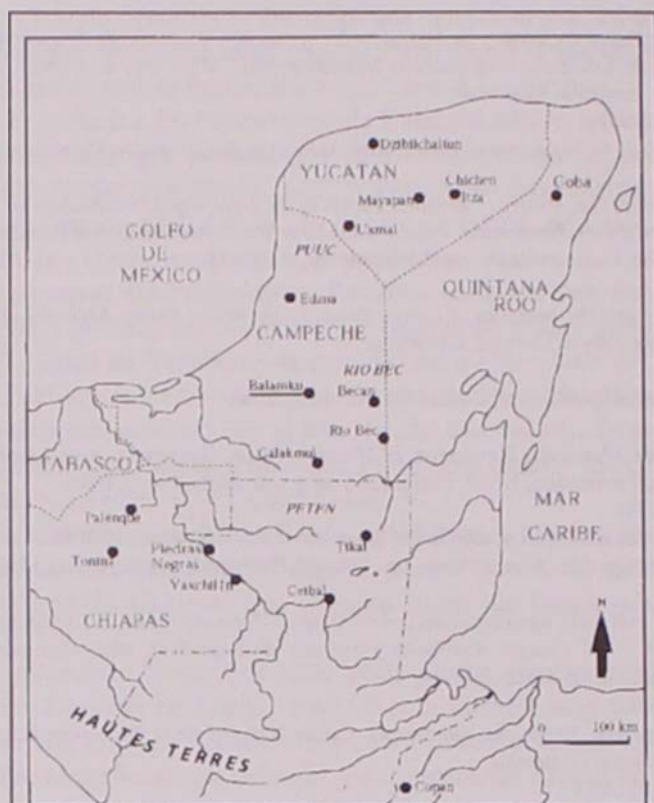 Dzibilchaltun
YUCATAN
Mayapan
Chichen
Itza
Goba
GOLFO
DE
MEXICO
Uxmal
PUUC
QUINTANA
ROO
Edzna
CAMPECHE
RIO BEC
Balamku
Becan
Rio Bec
Calakmul
TABASCO
PETEN
MAR
CARIBE
Palenque
Tonina
Piedras
Negras
Tikal
Yaxchilan
Ceibal
CHIAPAS
N
HAUTES TERRES
0 100 km
Copan